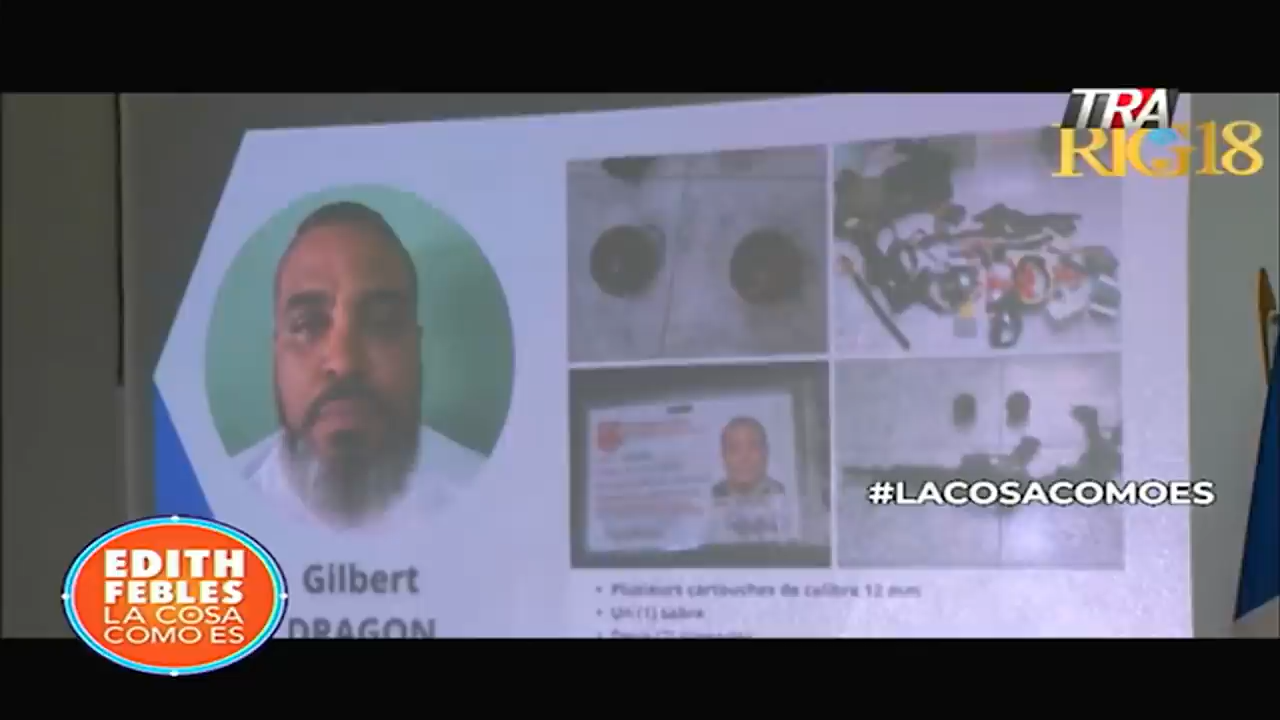 TRA
RIG18
#LACOSACOMOES
EDITH
FEBLES
LA COSA
COMO ES
Gilbert
DRAGON
• Plusieurs cartouches de calibre 12 mm
• Un (1) sabre